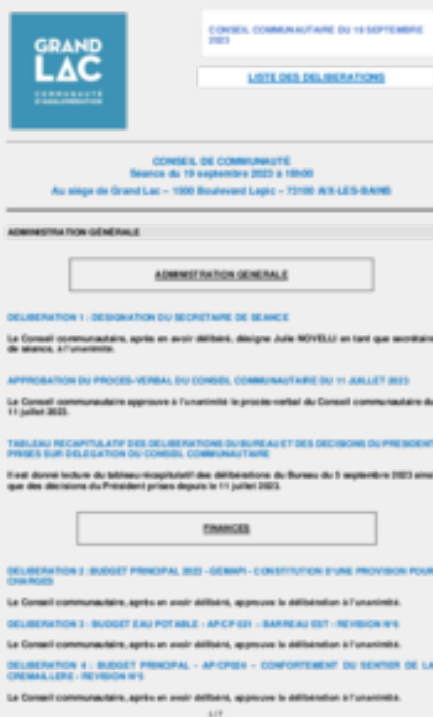 GRAND
LAC
COMMUNAUTÉ
D'AGGLOMÉRATION
CONSEIL COMMUNAUTAIRE DU 19 SEPTEMBRE
2023
LISTE DES DELIBERATIONS
CONSEIL DE COMMUNAUTÉ
Séance du 19 septembre 2023 à 18h00
Au siège de Grand Lac – 1500 Boulevard Lepic – 73100 AIX-LES-BAINS
ADMINISTRATION GÉNÉRALE
ADMINISTRATION GENERALE
DELIBERATION 1 : DESIGNATION DU SECRETAIRE DE SEANCE
Le Conseil communautaire, après en avoir délibéré, désigne Julie NOVELLI en tant que secrétaire
de séance, à l'unanimité.
APPROBATION DU PROCES-VERBAL DU CONSEIL COMMUNAUTAIRE DU 11 JUILLET 2023
Le Conseil communautaire approuve à l'unanimité le procès-verbal du Conseil communautaire du
11 juillet 2023.
TABLEAU RECAPITULATIF DES DELIBERATIONS DU BUREAU ET DES DECISIONS DU PRESIDENT
PRISES SUR DELEGATION DU CONSEIL COMMUNAUTAIRE
Il est donné lecture du tableau récapitulatif des délibérations du Bureau du 5 septembre 2023 ainsi
que des décisions du Président prises depuis le 11 juillet 2023.
FINANCES
DELIBERATION 2 : BUDGET PRINCIPAL 2023 - GEMAPI - CONSTITUTION D'UNE PROVISION POUR
CHARGES
Le Conseil communautaire, après en avoir délibéré, approuve la délibération à l'unanimité.
DELIBERATION 3 : BUDGET EAU POTABLE : AP/CP 021 – BARREAU EST - REVISION N°6
Le Conseil communautaire, après en avoir délibéré, approuve la délibération à l'unanimité.
DELIBERATION 4 : BUDGET PRINCIPAL - AP/CP024 – CONFORTEMENT DU SENTIER DE LA
CREMAILLERE - REVISION N°5
Le Conseil communautaire, après en avoir délibéré, approuve la délibération à l'unanimité.
1/7